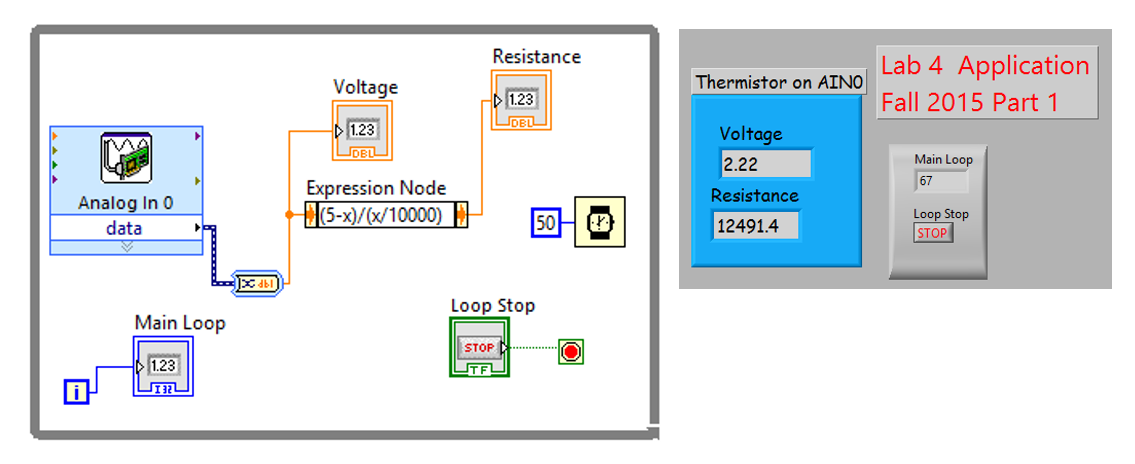 Resistance
1.23
DBL
Voltage
1.23
DBL
Analog In 0
data
Expression Node
(5-x)/(x/10000)
50
dbl
Main Loop
1.23
I32
i
Loop Stop
STOP
TF
Thermistor on AIN0
Voltage
2.22
Resistance
12491.4
Lab 4 Application
Fall 2015 Part 1
Main Loop
67
Loop Stop
STOP